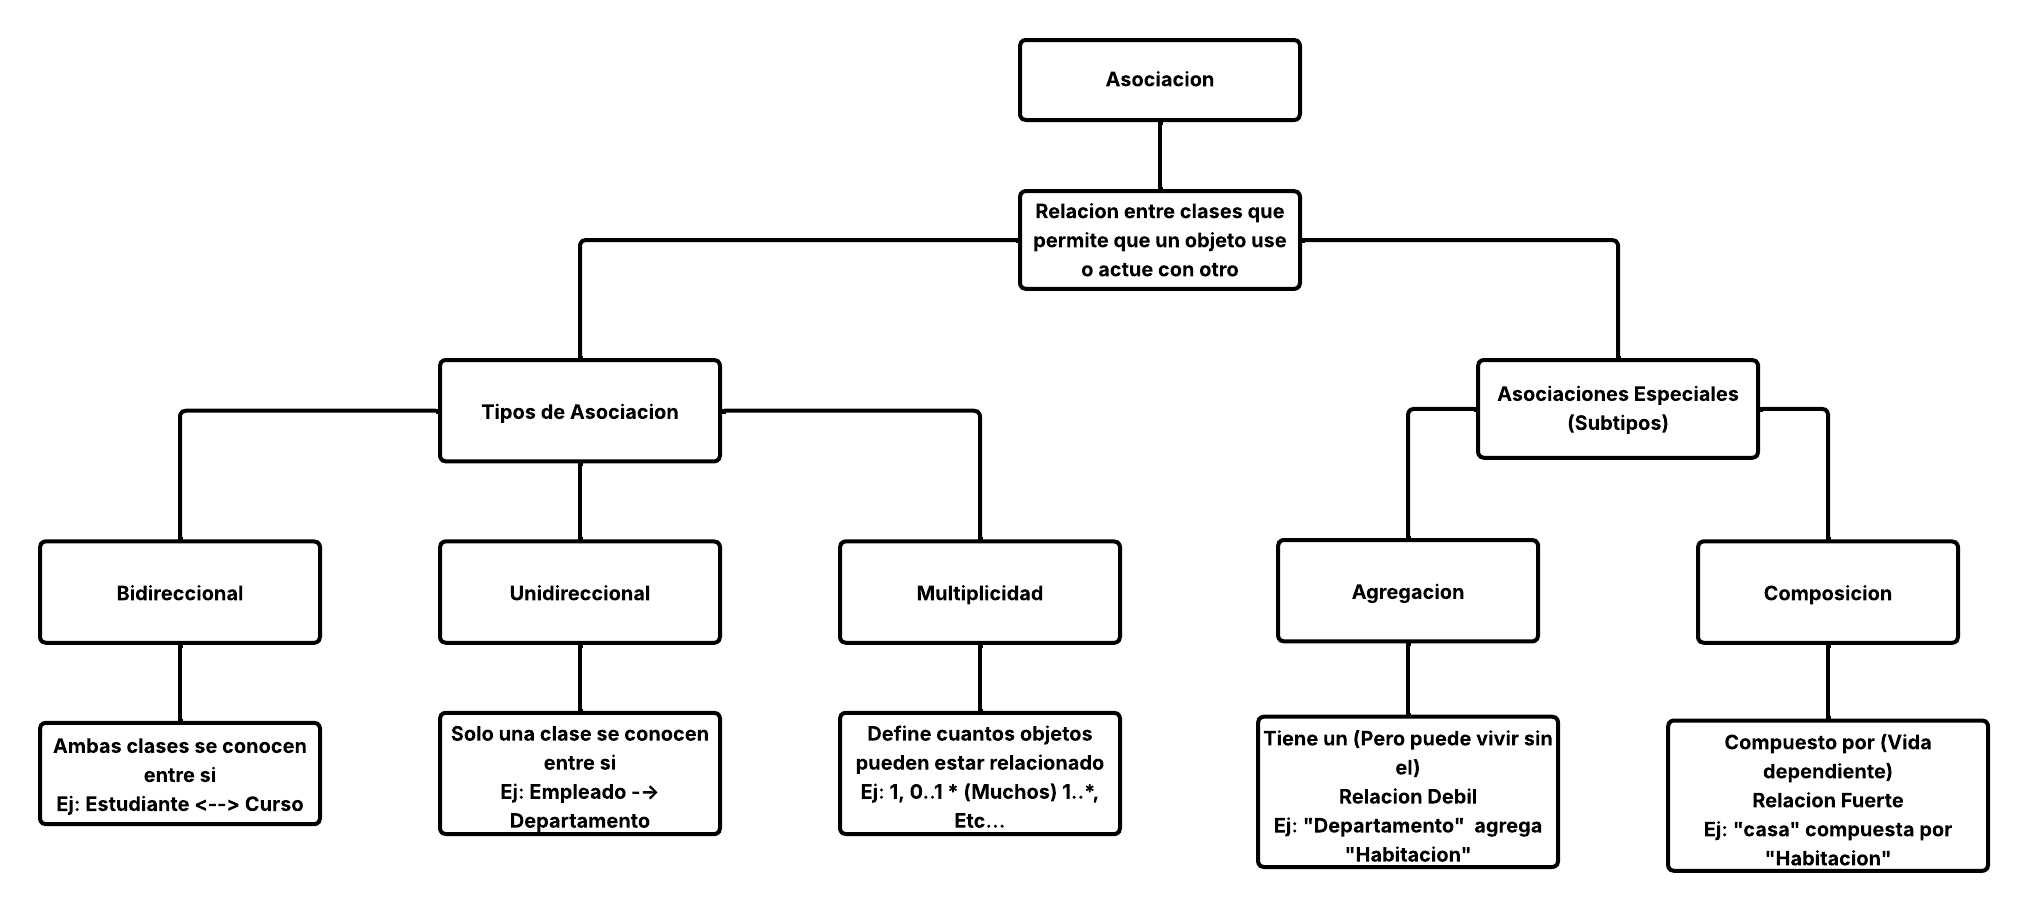 Asociacion
Relacion entre clases que
permite que un objeto use
o actue con otro
Tipos de Asociacion
Asociaciones Especiales
(Subtipos)
Bidireccional
Unidireccional
Multiplicidad
Agregacion
Composicion
Ambas clases se conocen
entre si
Ej: Estudiante <--> Curso
Solo una clase se conocen
entre si
Ej: Empleado -->
Departamento
Define cuantos objetos
pueden estar relacionado
Ej: 1, 0..1 * (Muchos) 1..*,
Etc...
Tiene un (Pero puede vivir sin
el)
Relacion Debil
Ej: "Departamento"  agrega
"Habitacion"
Compuesto por (Vida
dependiente)
Relacion Fuerte
Ej: "casa" compuesta por
"Habitacion"